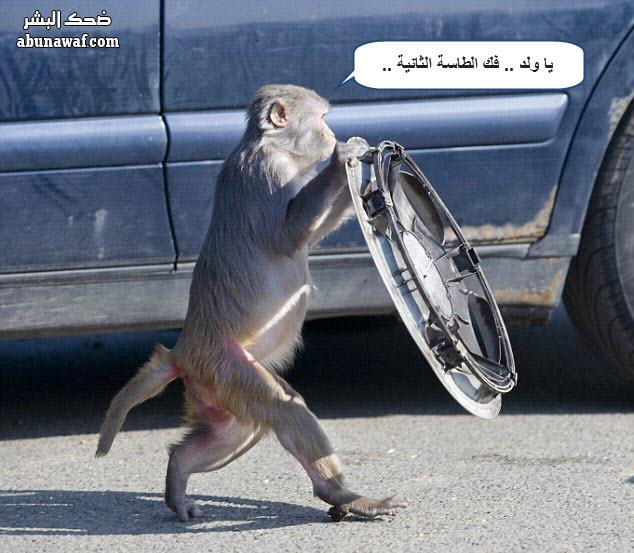 ضحك البشر
abunawaf.com
يا ولد .. فك الطاسة الثانية ..